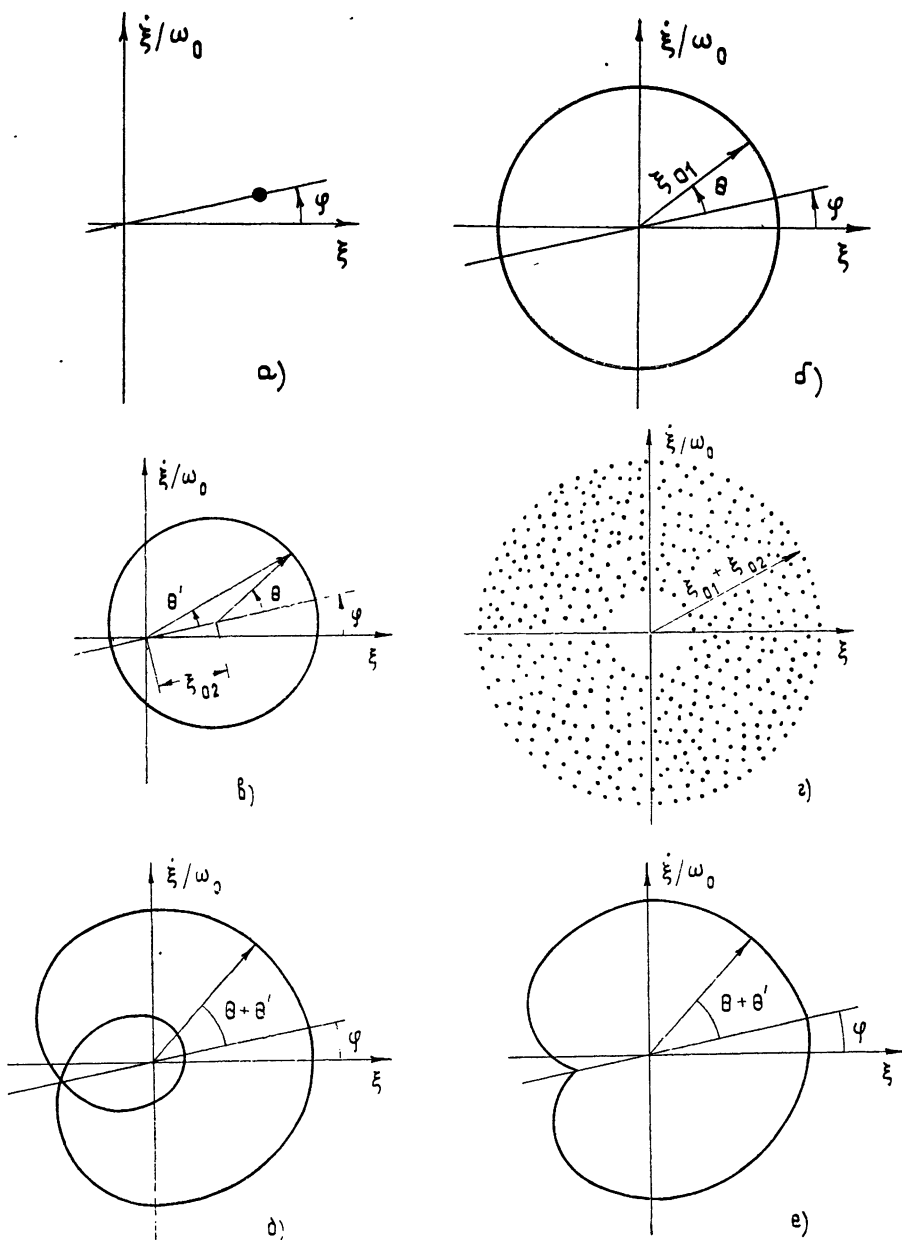 ξ̇/ω₀
φ
ξ
а)
ξ̇/ω₀
ξ₀₁
θ
φ
ξ
б)
ξ̇/ω₀
θ'
θ
φ
ξ
ξ₀₂
в)
ξ̇/ω₀
ξ₀₁ + ξ₀₂
ξ
г)
ξ̇/ω₀
θ + θ'
φ
ξ
д)
ξ̇/ω₀
θ + θ'
φ
ξ
е)